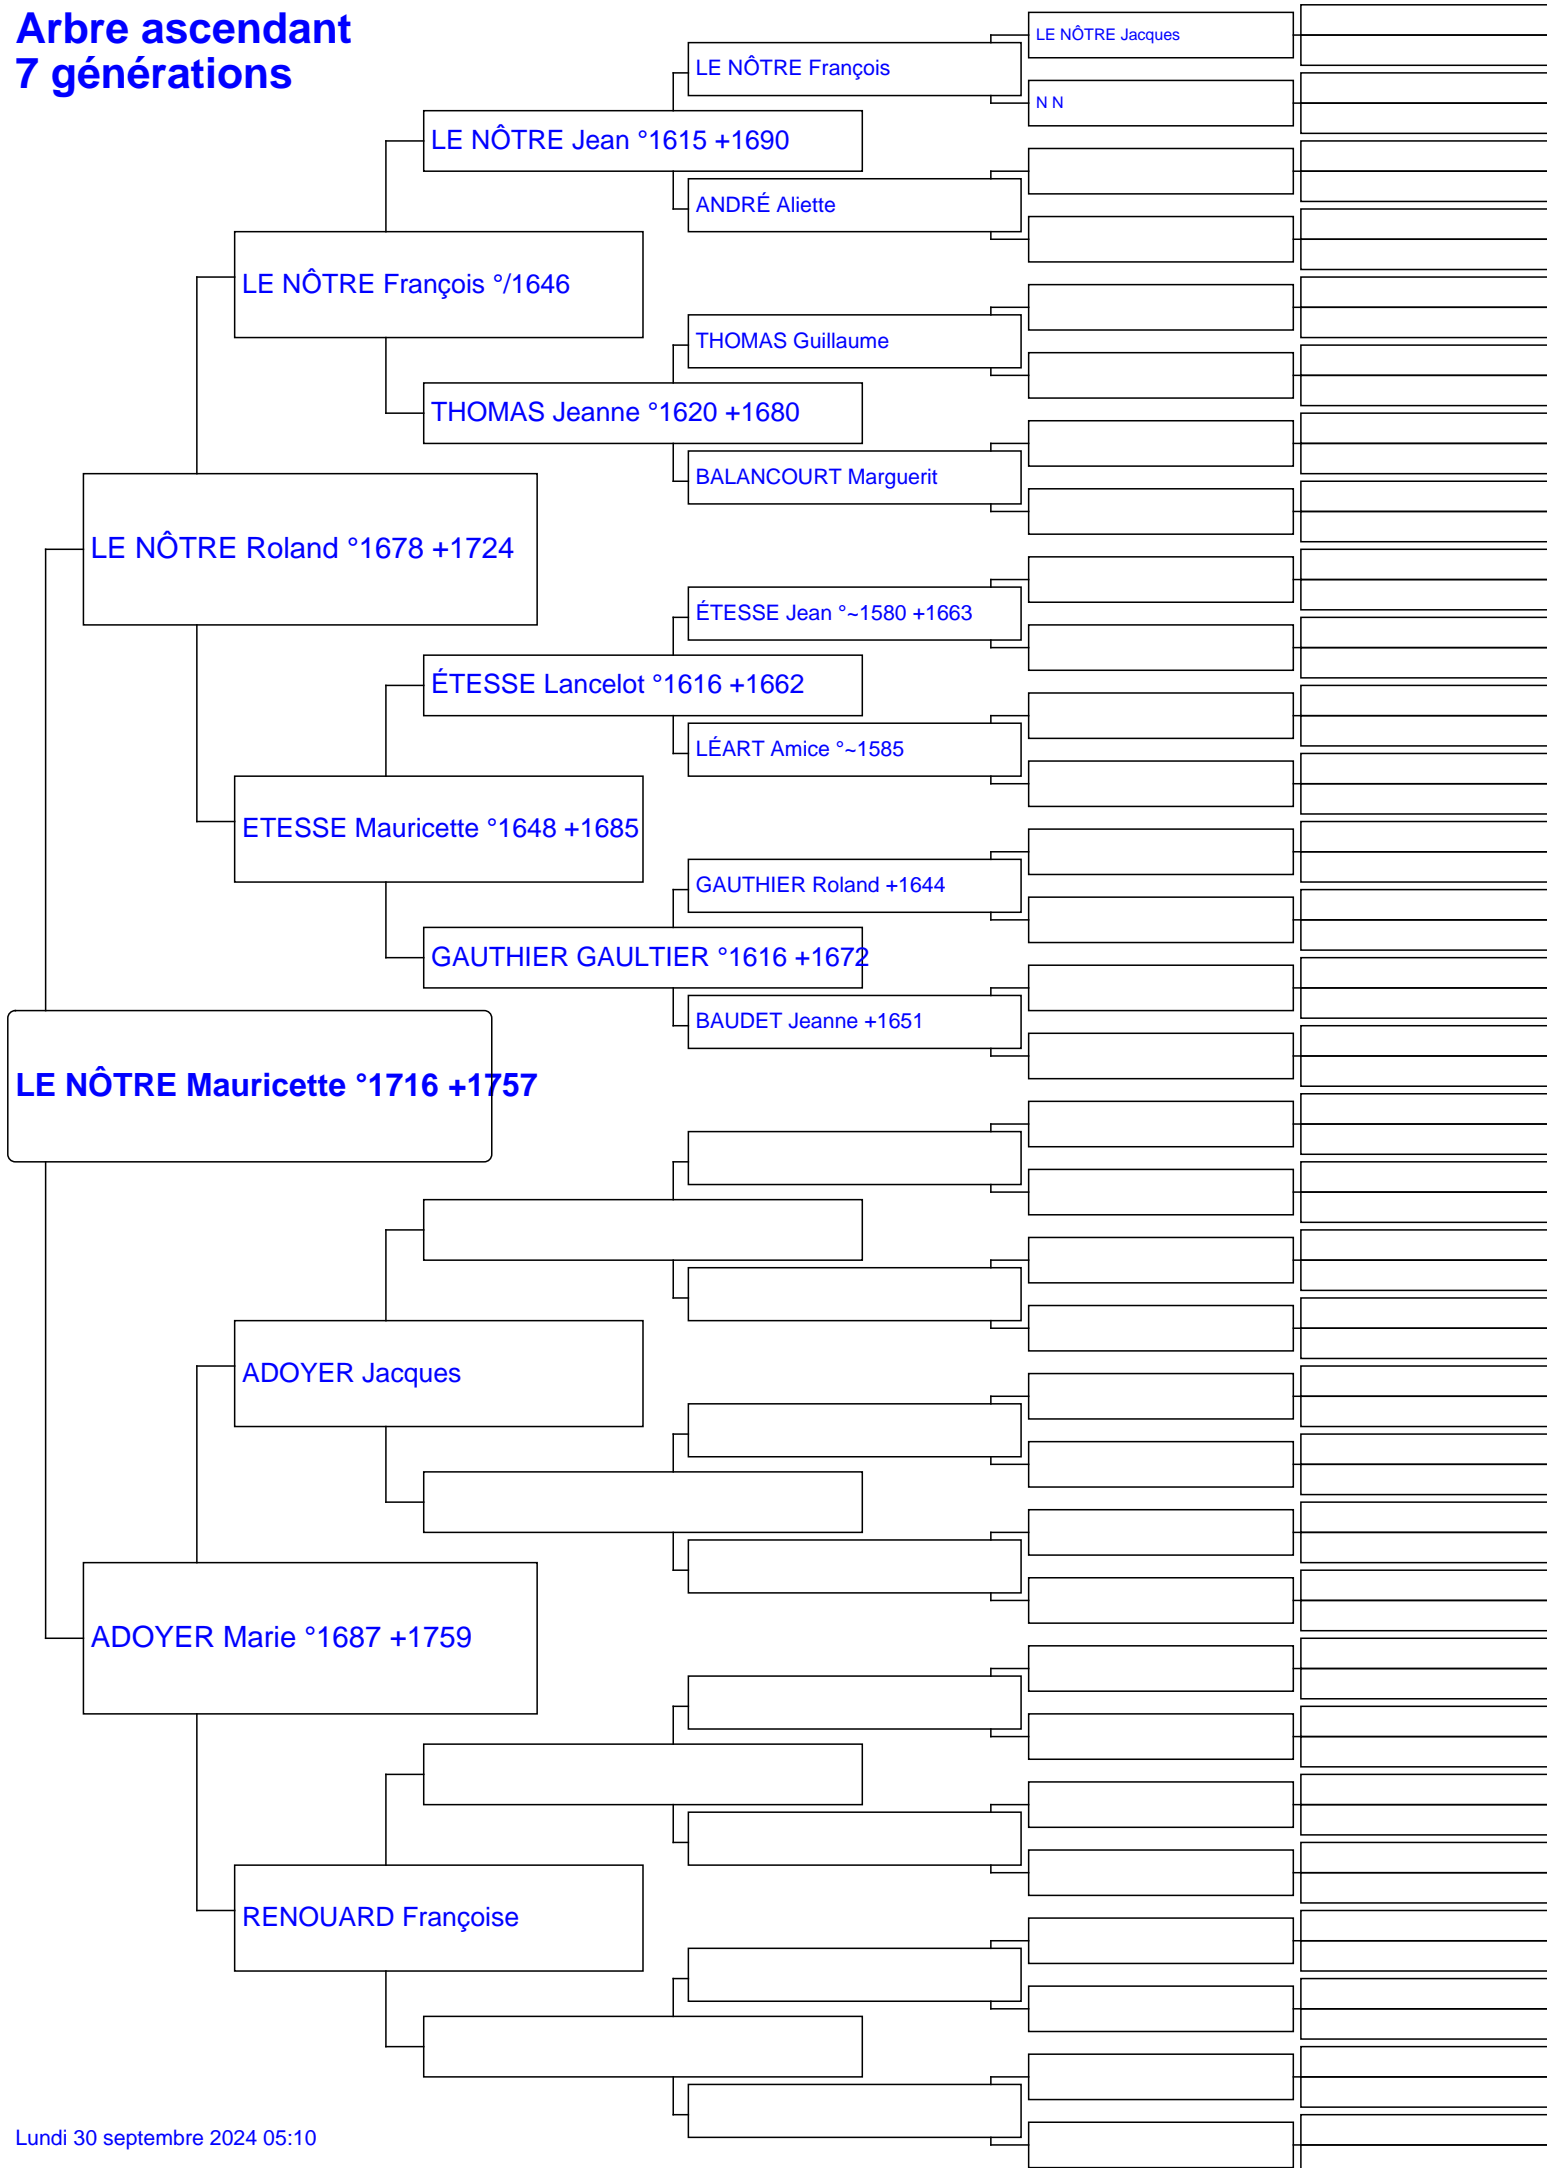 Arbre ascendant
7 générations
LE NÔTRE Jacques
LE NÔTRE François
N N
LE NÔTRE Jean °1615 +1690
ANDRÉ Aliette
LE NÔTRE François °/1646
THOMAS Guillaume
THOMAS Jeanne °1620 +1680
BALANCOURT Marguerit
LE NÔTRE Roland °1678 +1724
ÉTESSE Jean °~1580 +1663
ÉTESSE Lancelot °1616 +1662
LÉART Amice °~1585
ETESSE Mauricette °1648 +1685
GAUTHIER Roland +1644
GAUTHIER GAULTIER °1616 +1672
BAUDET Jeanne +1651
LE NÔTRE Mauricette °1716 +1757
ADOYER Jacques
ADOYER Marie °1687 +1759
RENOUARD Françoise
Lundi 30 septembre 2024 05:10